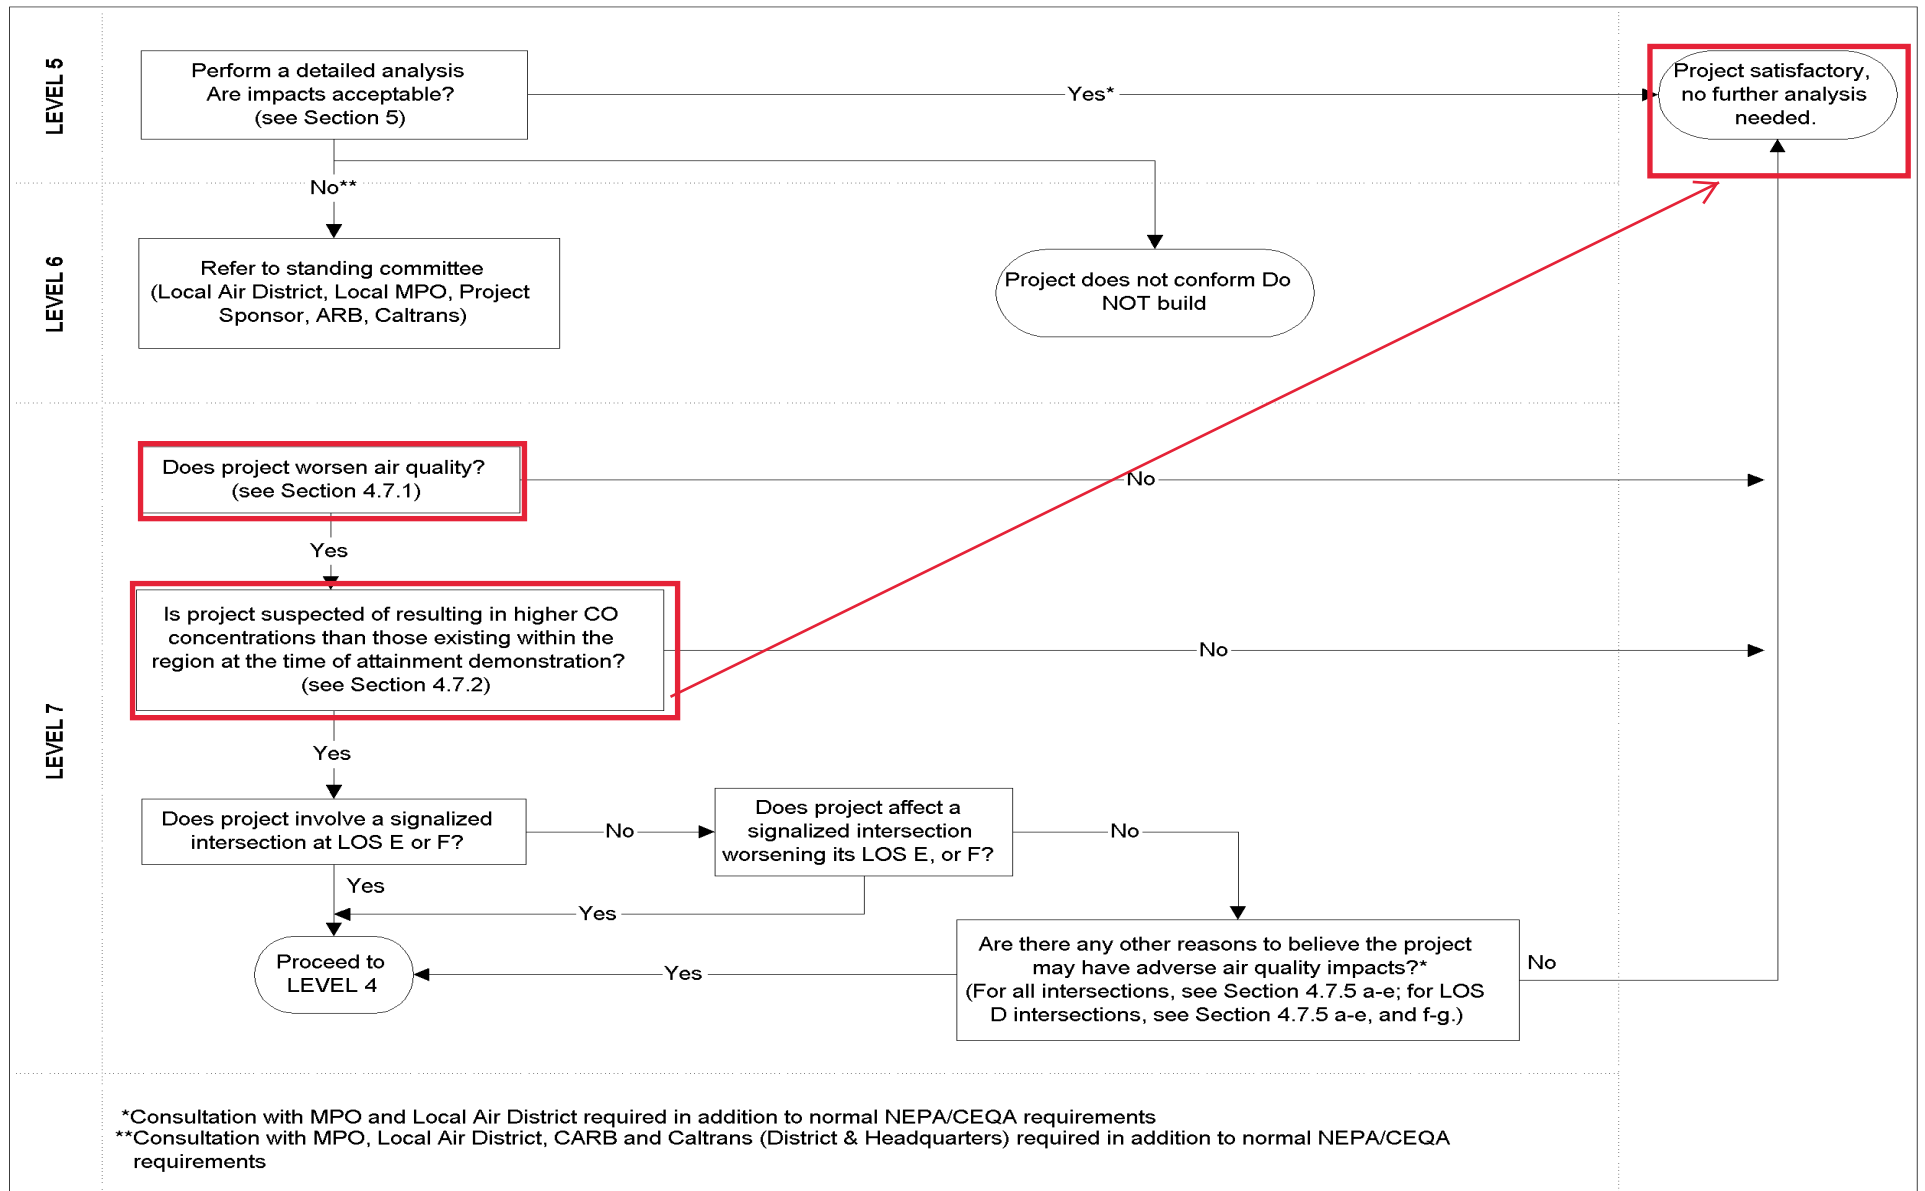 LEVEL 5
Perform a detailed analysis
Are impacts acceptable?
(see Section 5)
Yes*
Project satisfactory,
no further analysis
needed.
No**
LEVEL 6
Refer to standing committee
(Local Air District, Local MPO, Project
Sponsor, ARB, Caltrans)
Project does not conform Do
NOT build
LEVEL 7
Does project worsen air quality?
(see Section 4.7.1)
No
Yes
Is project suspected of resulting in higher CO
concentrations than those existing within the
region at the time of attainment demonstration?
(see Section 4.7.2)
No
Yes
Does project involve a signalized
intersection at LOS E or F?
No
Does project affect a
signalized intersection
worsening its LOS E, or F?
No
Yes
Yes
Proceed to
LEVEL 4
Yes
Are there any other reasons to believe the project
may have adverse air quality impacts?*
(For all intersections, see Section 4.7.5 a-e; for LOS
D intersections, see Section 4.7.5 a-e, and f-g.)
No
*Consultation with MPO and Local Air District required in addition to normal NEPA/CEQA requirements
**Consultation with MPO, Local Air District, CARB and Caltrans (District & Headquarters) required in addition to normal NEPA/CEQA
requirements